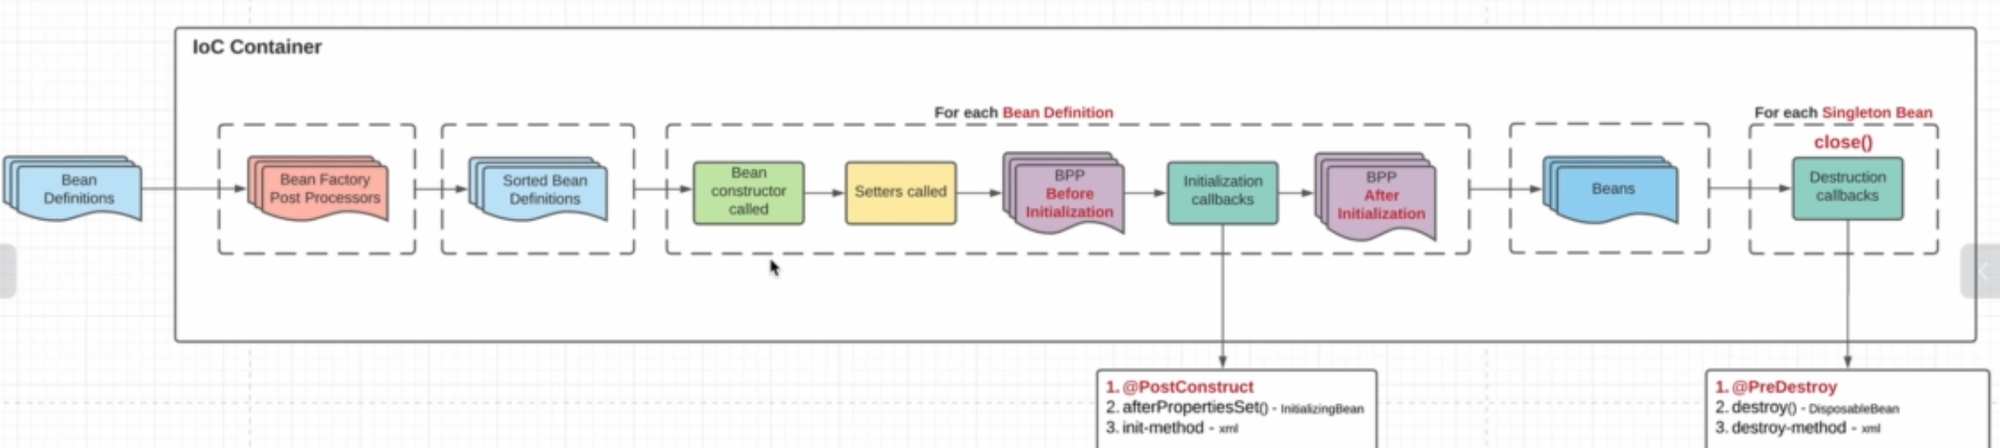 IoC Container
For each Bean Definition
For each Singleton Bean
close()
Bean
Definitions
Bean Factory
Post Processors
Sorted Bean
Definitions
Bean
constructor
called
Setters called
BPP
Before
Initialization
Initialization
callbacks
BPP
After
Initialization
Beans
Destruction
callbacks
1. @PostConstruct
2. afterPropertiesSet() - InitializingBean
3. init-method - xml
1. @PreDestroy
2. destroy() - DisposableBean
3. destroy-method - xml